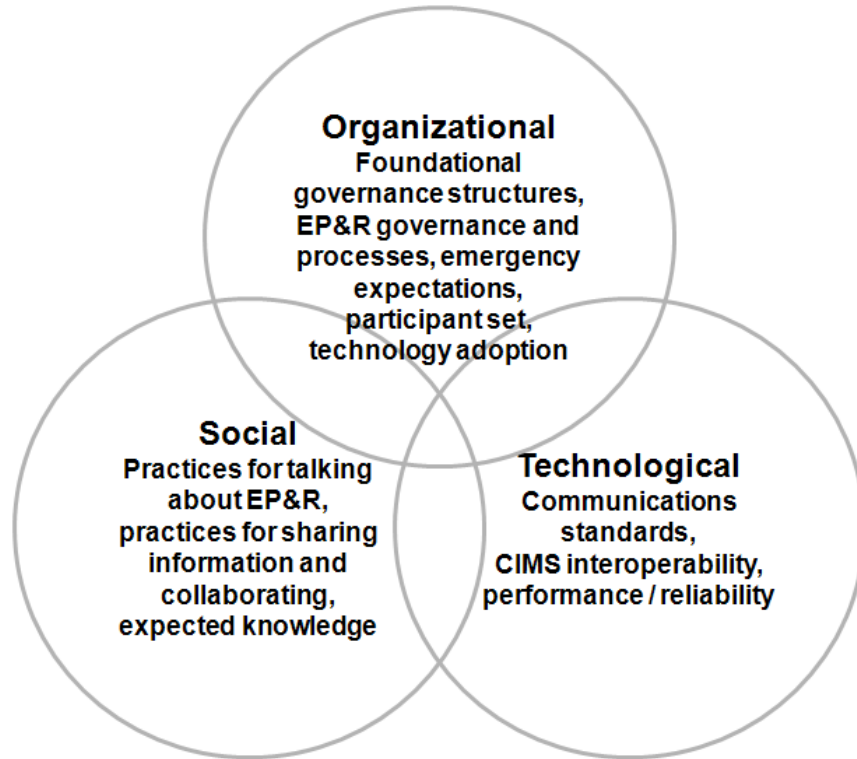 Organizational
Foundational
governance structures,
EP&R governance and
processes, emergency
expectations,
participant set,
technology adoption
Social
Practices for talking
about EP&R,
practices for sharing
information and
collaborating,
expected knowledge
Technological
Communications
standards,
CIMS interoperability,
performance / reliability